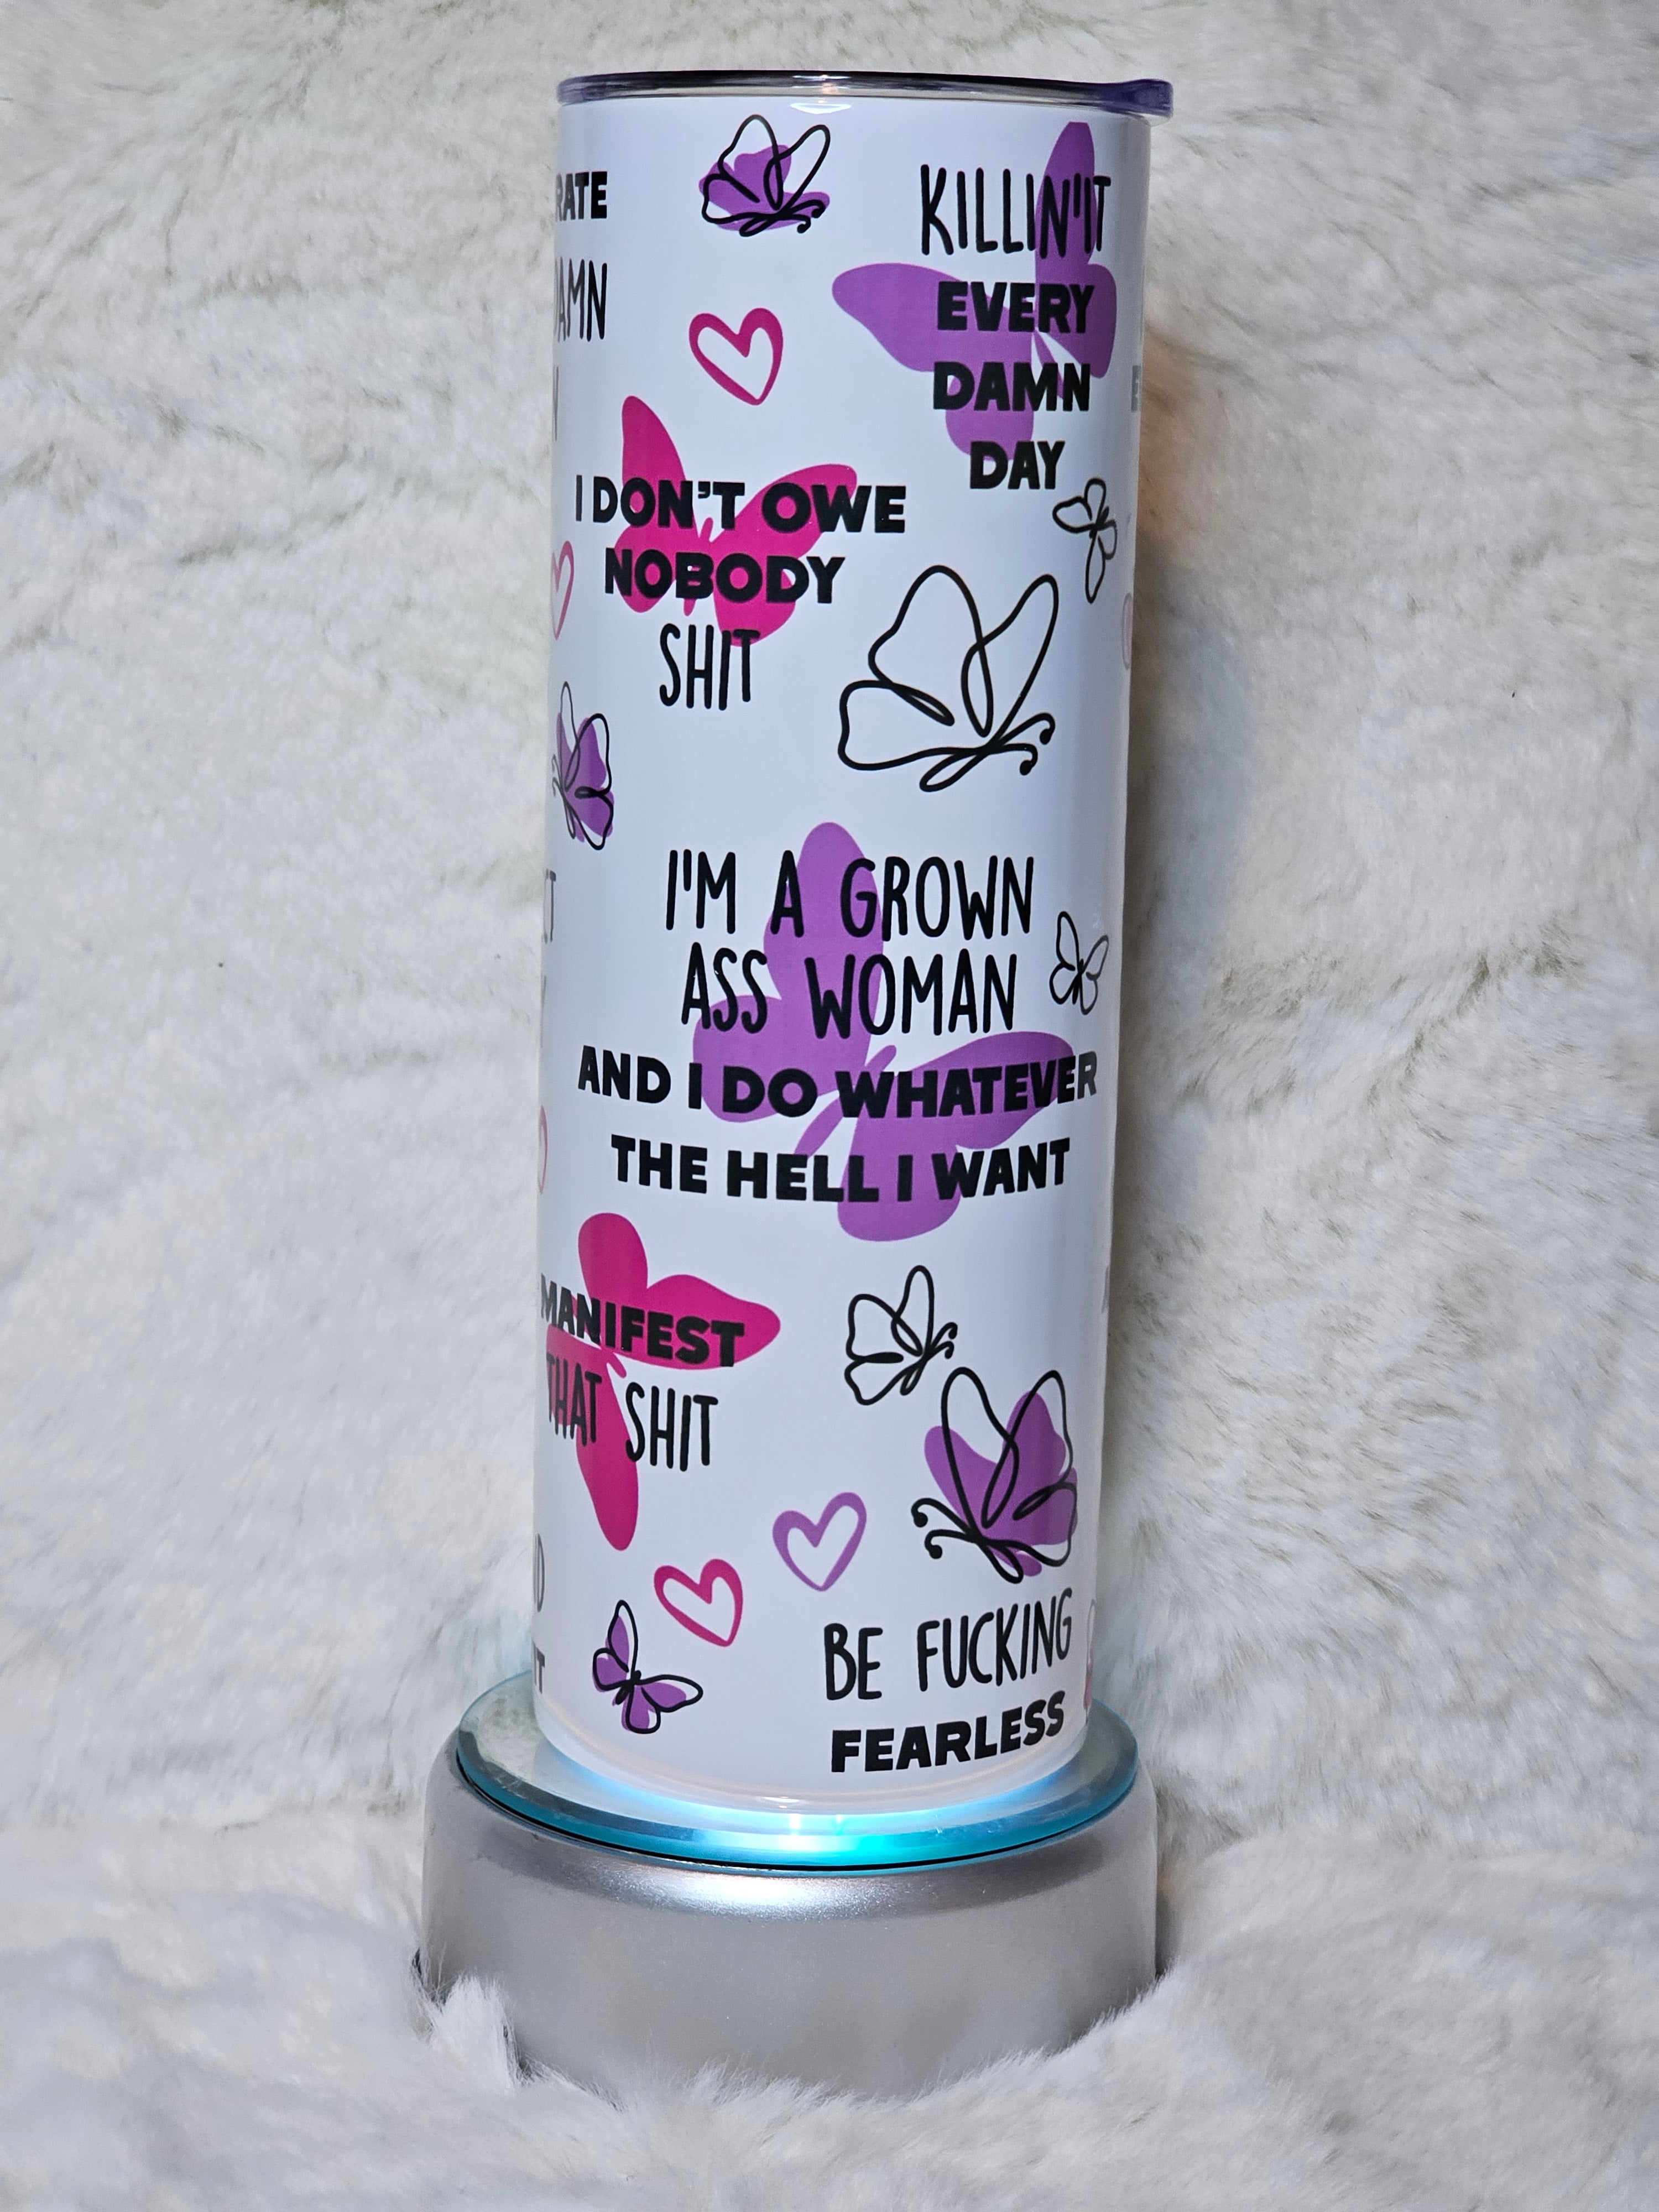 KILLIN' IT
EVERY
DAMN
DAY
I DON'T OWE
NOBODY
SHIT
I'M A GROWN
ASS WOMAN
AND I DO WHATEVER
THE HELL I WANT
MANIFEST
THAT SHIT
BE FUCKING
FEARLESS